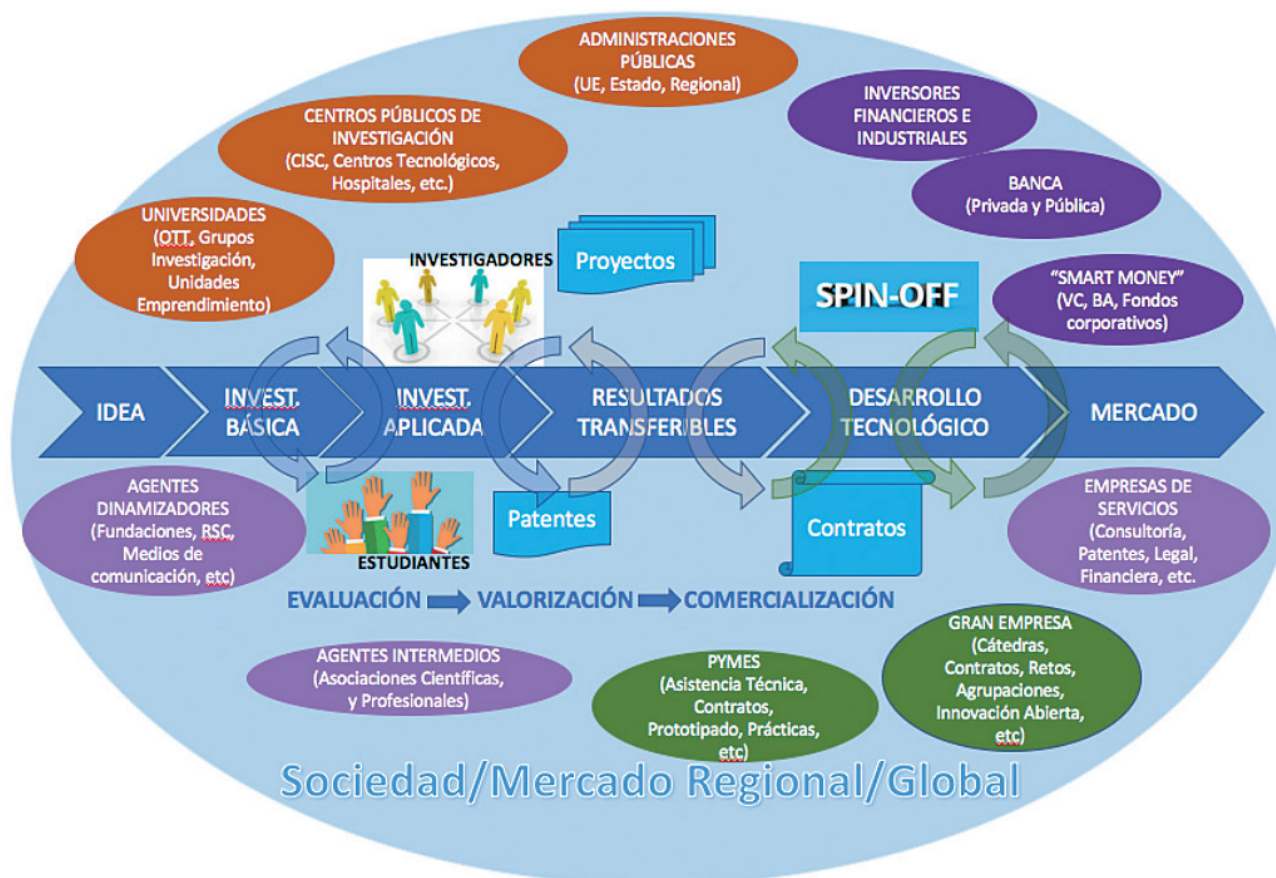 ADMINISTRACIONES
PÚBLICAS
(UE, Estado, Regional)
INVERSORES
FINANCIEROS E
INDUSTRIALES
CENTROS PÚBLICOS DE
INVESTIGACIÓN
(CISC, Centros Tecnológicos,
Hospitales, etc.)
BANCA
(Privada y Pública)
UNIVERSIDADES
(OTT, Grupos
Investigación,
Unidades
Emprendimiento)
INVESTIGADORES
Proyectos
SPIN-OFF
“SMART MONEY”
(VC, BA, Fondos
corporativos)
IDEA
INVEST.
BÁSICA
INVEST.
APLICADA
RESULTADOS
TRANSFERIBLES
DESARROLLO
TECNOLÓGICO
MERCADO
AGENTES
DINAMIZADORES
(Fundaciones, RSC,
Medios de
comunicación, etc)
ESTUDIANTES
Patentes
Contratos
EMPRESAS DE
SERVICIOS
(Consultoría,
Patentes, Legal,
Financiera, etc.
EVALUACIÓN VALORIZACIÓN COMERCIALIZACIÓN
AGENTES INTERMEDIOS
(Asociaciones Científicas,
y Profesionales)
PYMES
(Asistencia Técnica,
Contratos,
Prototipado, Prácticas,
etc)
GRAN EMPRESA
(Cátedras,
Contratos, Retos,
Agrupaciones,
Innovación Abierta,
etc)
Sociedad/Mercado Regional/Global